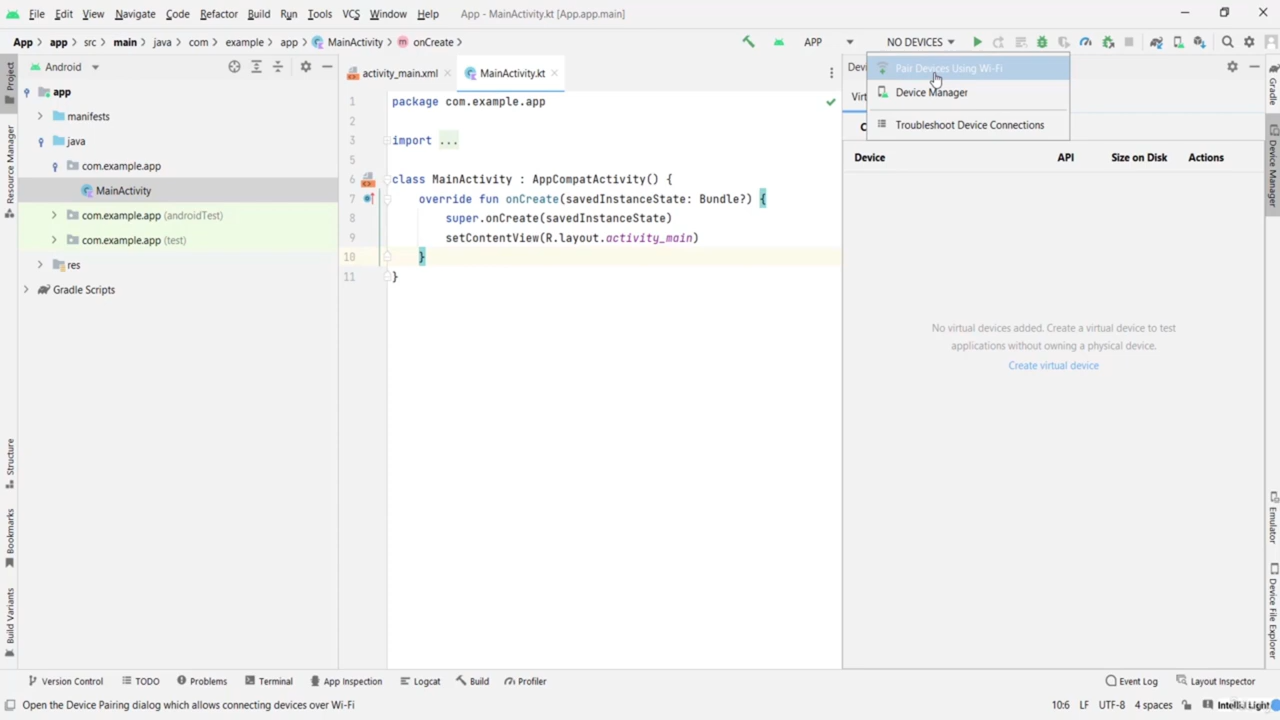 File Edit View Navigate Code Refactor Build Run Tools VCS Window Help App - MainActivity.kt [App.app.main]
App app src main java com example app MainActivity onCreate APP NO DEVICES
Project
Resource Manager
Structure
Bookmarks
Build Variants
Android
app
manifests
java
com.example.app
MainActivity
com.example.app (androidTest)
com.example.app (test)
res
Gradle Scripts
activity_main.xml MainActivity.kt
1 package com.example.app
2
3 import ...
5
6 class MainActivity : AppCompatActivity() {
7 override fun onCreate(savedInstanceState: Bundle?) {
8 super.onCreate(savedInstanceState)
9 setContentView(R.layout.activity_main)
10 }
11 }
Pair Devices Using Wi-Fi
Device Manager
Troubleshoot Device Connections
Device API Size on Disk Actions
No virtual devices added. Create a virtual device to test
applications without owning a physical device.
Create virtual device
Gradle
Device Manager
Emulator
Device File Explorer
Version Control TODO Problems Terminal App Inspection Logcat Build Profiler Event Log Layout Inspector
Open the Device Pairing dialog which allows connecting devices over Wi-Fi 10:6 LF UTF-8 4 spaces IntelliJ Light